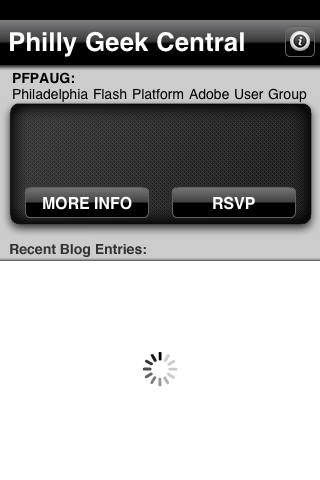 Philly Geek Central
PFPAUG:
Philadelphia Flash Platform Adobe User Group
MORE INFO
RSVP
Recent Blog Entries: